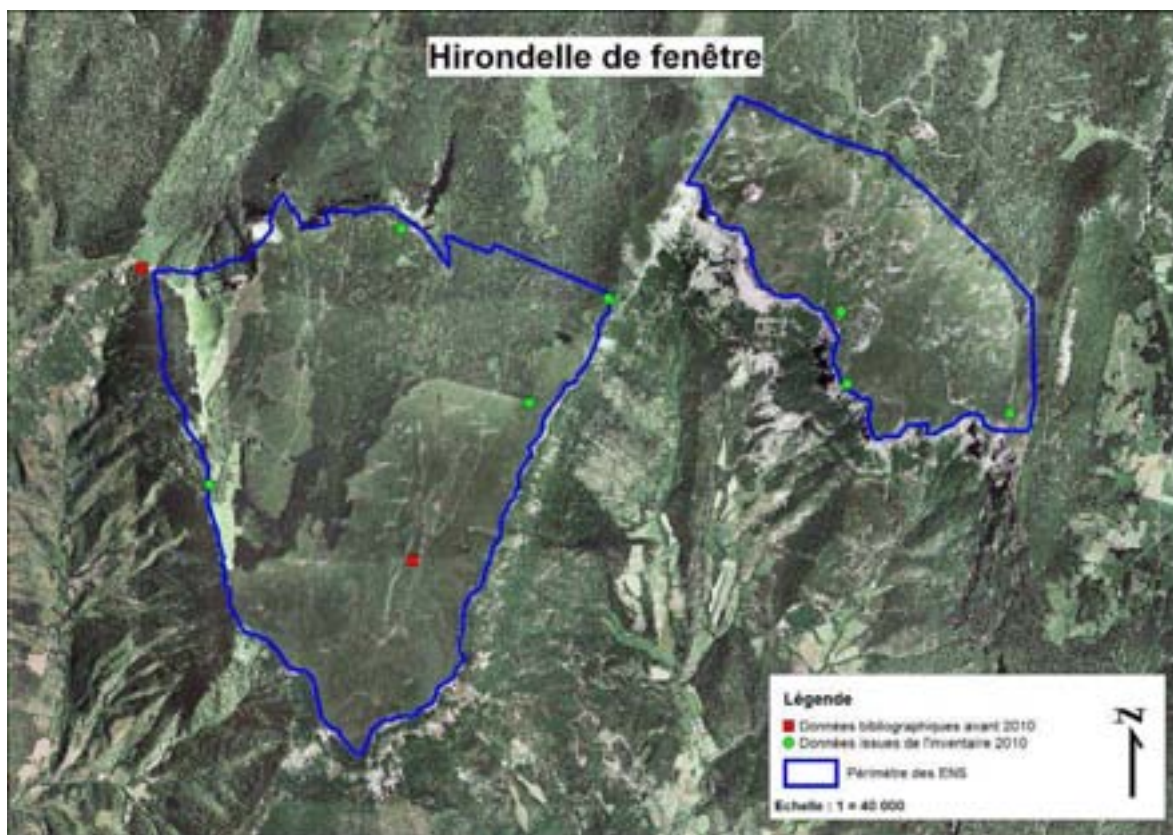 Hirondelle de fenêtre
Légende
Données bibliographiques avant 2010
Données issues de l'inventaire 2010
Périmètre des ENS
Echelle : 1 = 40 000
N